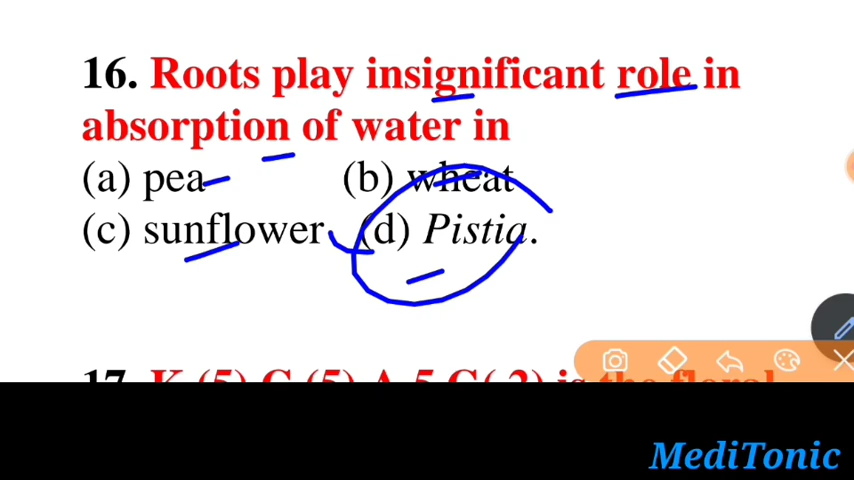 16. Roots play insignificant role in
absorption of water in
(a) pea (b) wheat
(c) sunflower (d) Pistia.
MediTonic